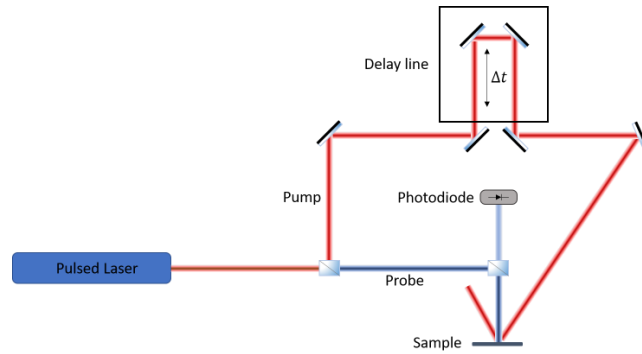 Delay line
Δt
Pump
Photodiode
Pulsed Laser
Probe
Sample